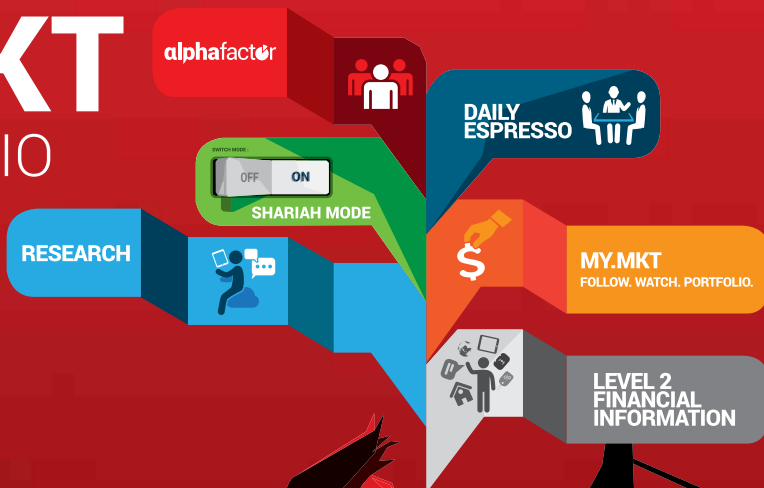 KT
IO
alphafactor
DAILY
ESPRESSO
SWITCH MODE :
OFF ON
SHARIAH MODE
RESEARCH
MY.MKT
FOLLOW. WATCH. PORTFOLIO.
$
LEVEL 2
FINANCIAL
INFORMATION